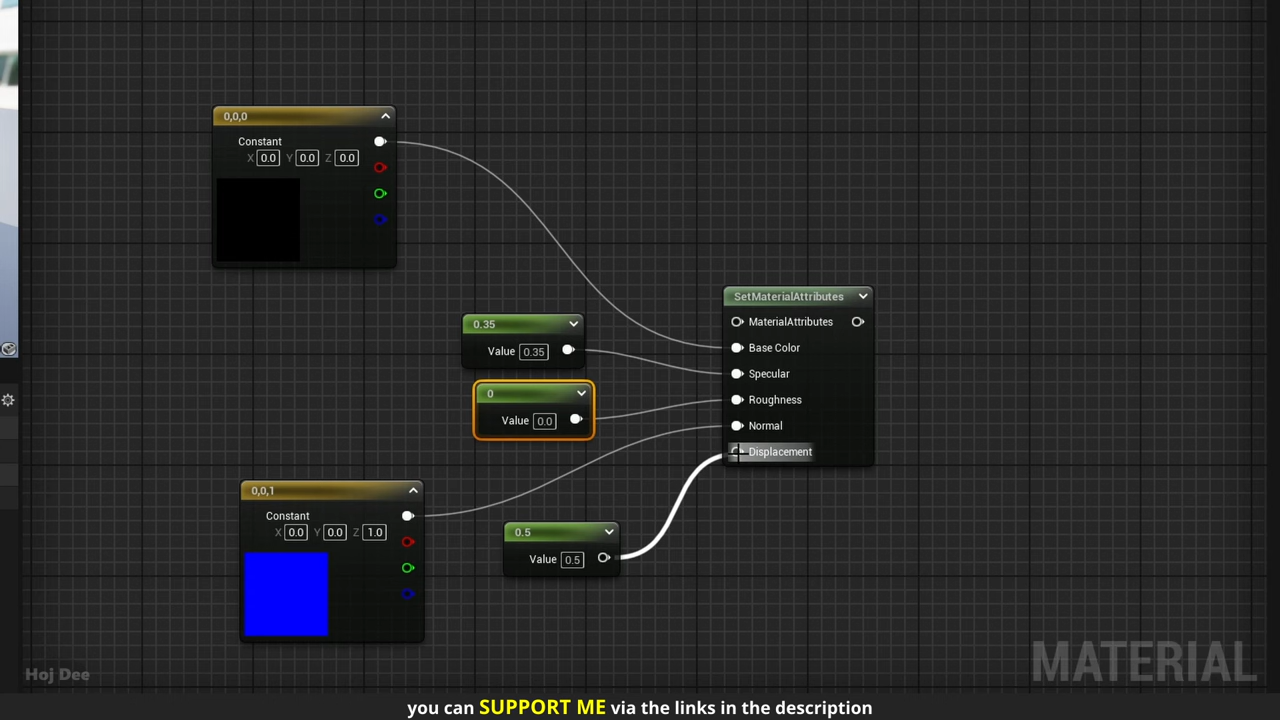 0,0,0
Constant
X 0.0 Y 0.0 Z 0.0
0.35
Value 0.35
0
Value 0.0
0,0,1
Constant
X 0.0 Y 0.0 Z 1.0
0.5
Value 0.5
SetMaterialAttributes
MaterialAttributes
Base Color
Specular
Roughness
Normal
Displacement
Hoj Dee
MATERIAL
you can SUPPORT ME via the links in the description